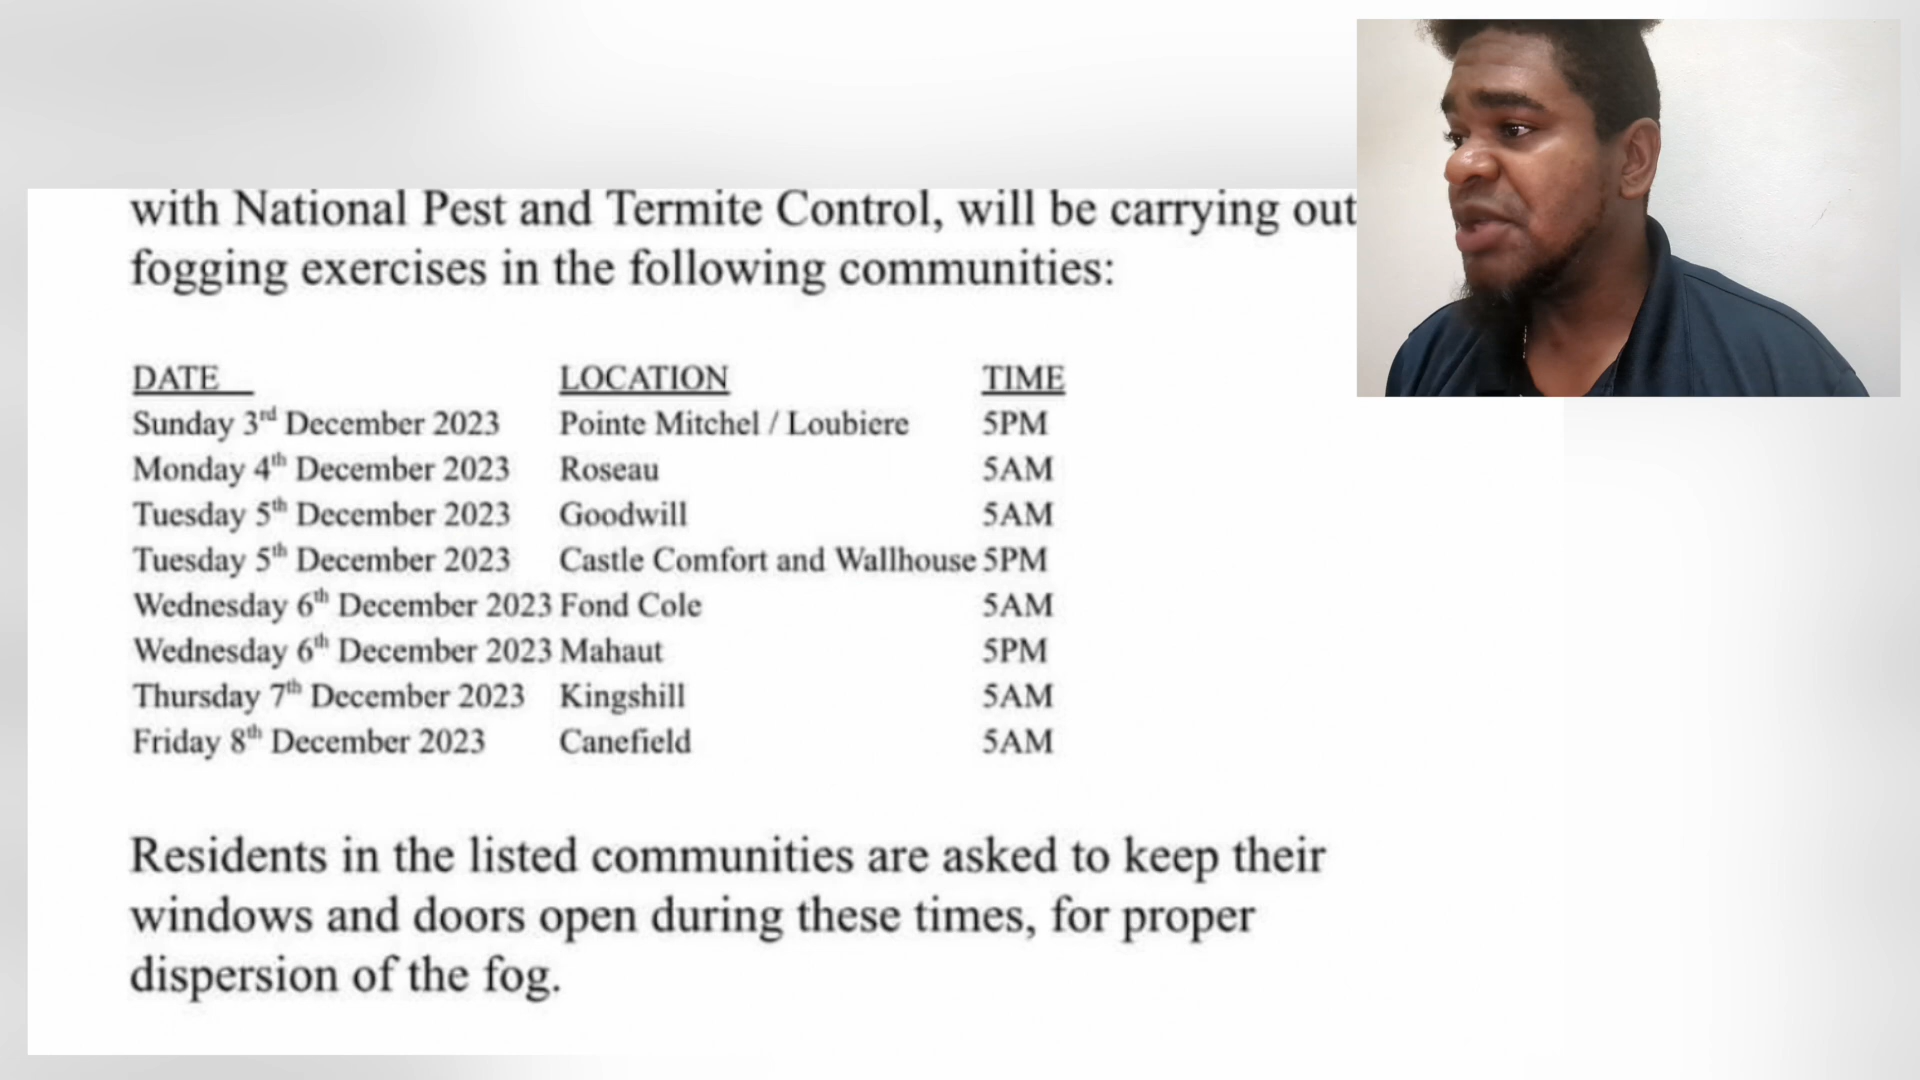 with National Pest and Termite Control, will be carrying out
fogging exercises in the following communities:
DATE LOCATION TIME
Sunday 3rd December 2023 Pointe Mitchel / Loubiere 5PM
Monday 4th December 2023 Roseau 5AM
Tuesday 5th December 2023 Goodwill 5AM
Tuesday 5th December 2023 Castle Comfort and Wallhouse 5PM
Wednesday 6th December 2023 Fond Cole 5AM
Wednesday 6th December 2023 Mahaut 5PM
Thursday 7th December 2023 Kingshill 5AM
Friday 8th December 2023 Canefield 5AM
Residents in the listed communities are asked to keep their
windows and doors open during these times, for proper
dispersion of the fog.